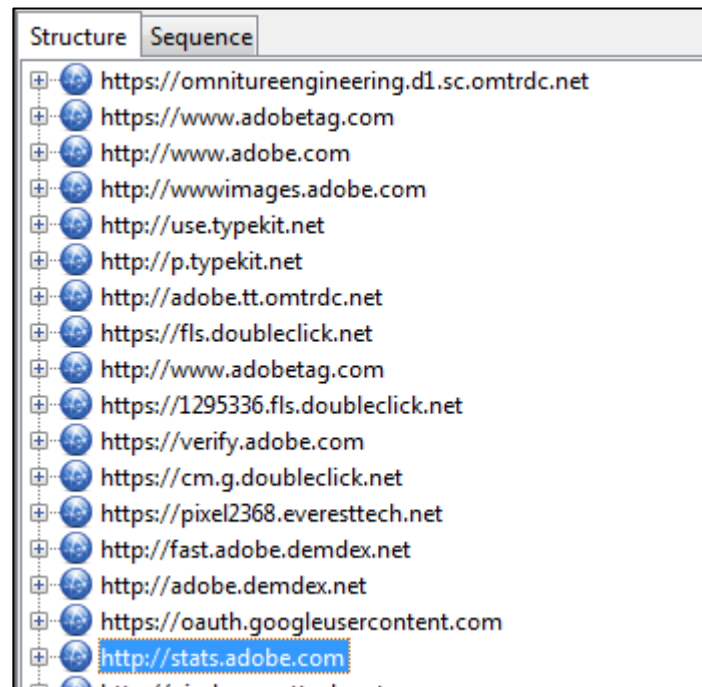 Structure Sequence
https://omnitureengineering.d1.sc.omtrdc.net
https://www.adobetag.com
http://www.adobe.com
http://wwwimages.adobe.com
http://use.typekit.net
http://p.typekit.net
http://adobe.tt.omtrdc.net
https://fls.doubleclick.net
http://www.adobetag.com
https://1295336.fls.doubleclick.net
https://verify.adobe.com
https://cm.g.doubleclick.net
https://pixel2368.everesttech.net
http://fast.adobe.demdex.net
http://adobe.demdex.net
https://oauth.googleusercontent.com
http://stats.adobe.com